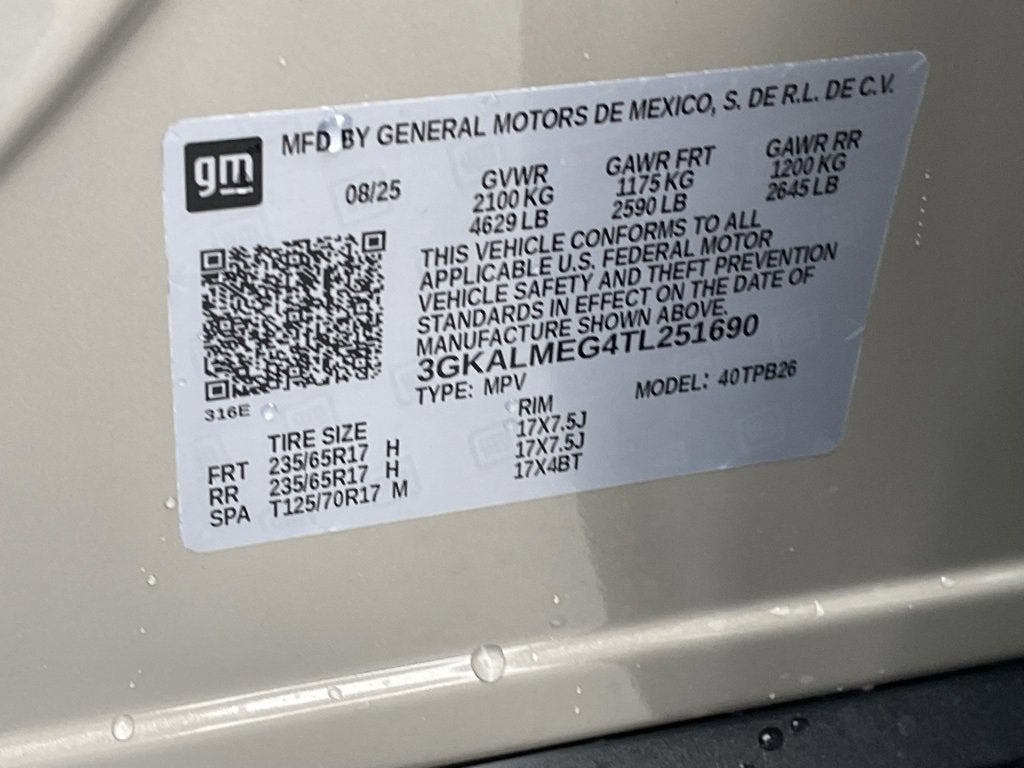 MFD BY GENERAL MOTORS DE MEXICO, S. DE R.L. DE C.V.
gm
08/25
GVWR
2100 KG
4629 LB
GAWR FRT
1175 KG
2590 LB
GAWR RR
1200 KG
2645 LB
THIS VEHICLE CONFORMS TO ALL
APPLICABLE U.S. FEDERAL MOTOR
VEHICLE SAFETY AND THEFT PREVENTION
STANDARDS IN EFFECT ON THE DATE OF
MANUFACTURE SHOWN ABOVE.
3GKALMEG4TL251690
TYPE: MPV MODEL: 40TPB26
316E
TIRE SIZE RIM
FRT 235/65R17 H 17X7.5J
RR 235/65R17 H 17X7.5J
SPA T125/70R17 M 17X4BT